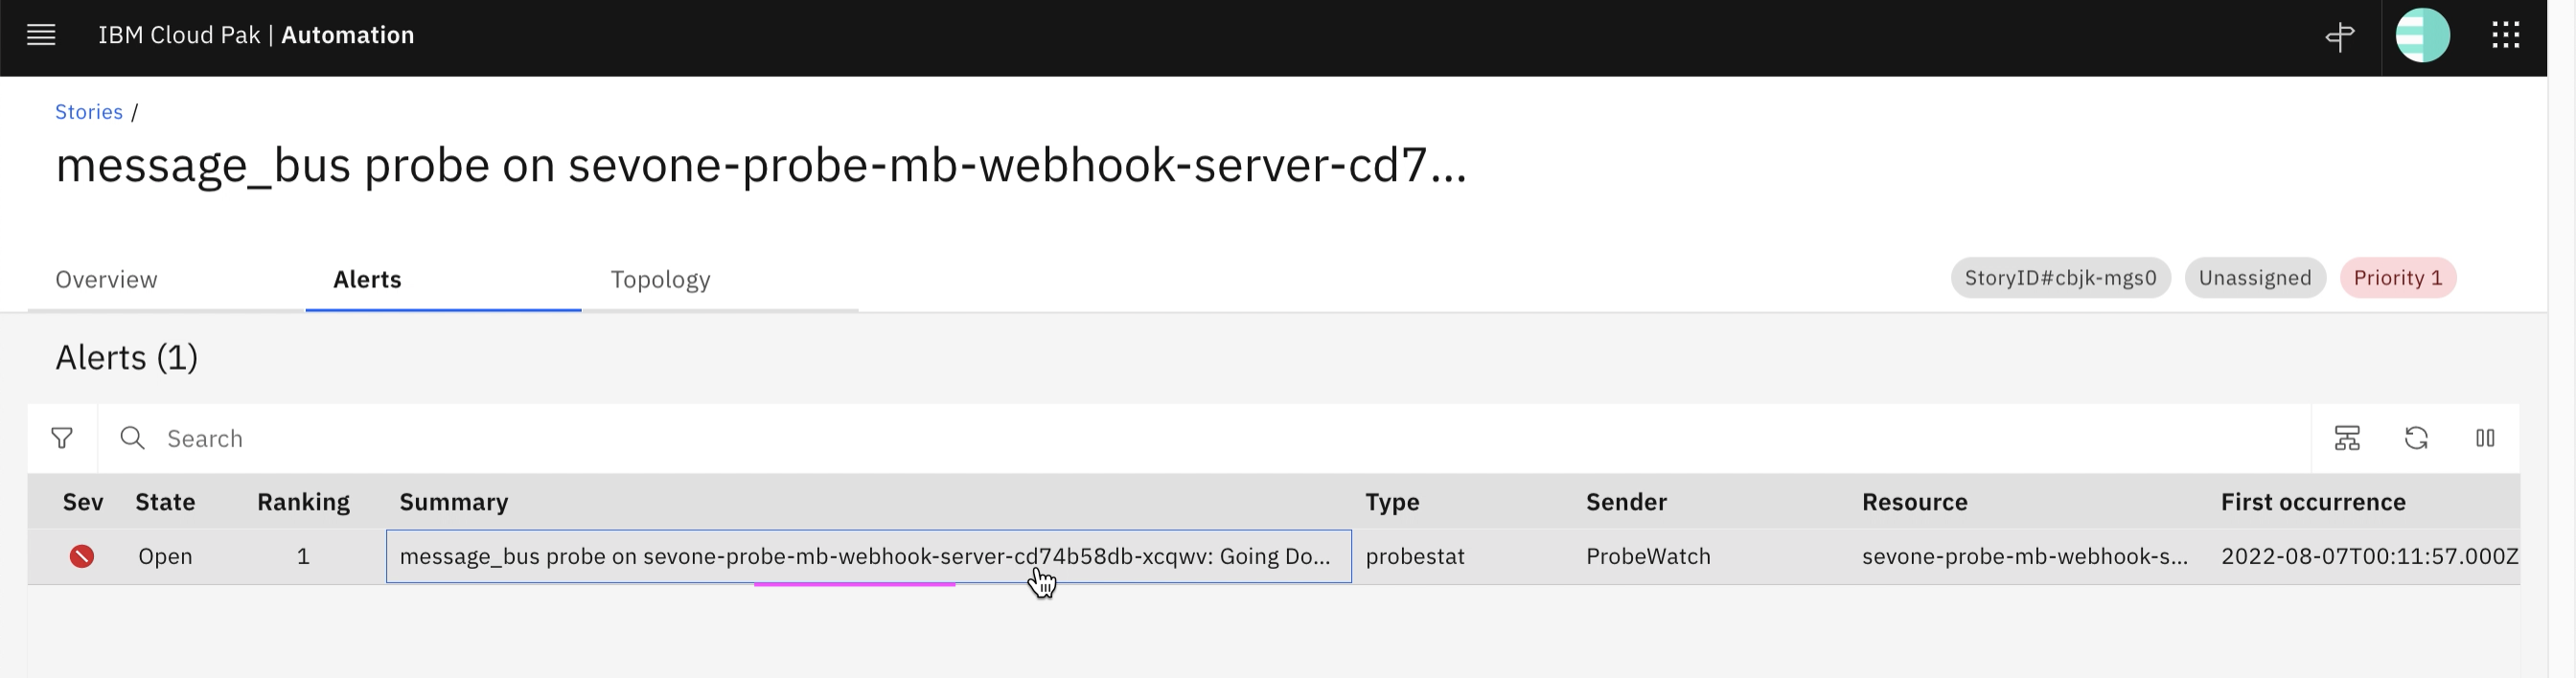 IBM Cloud Pak | Automation
Stories /
message_bus probe on sevone-probe-mb-webhook-server-cd7...
Overview Alerts Topology StoryID#cbjk-mgs0 Unassigned Priority 1
Alerts (1)
Search
Sev State Ranking Summary Type Sender Resource First occurrence
Open 1 message_bus probe on sevone-probe-mb-webhook-server-cd74b58db-xcqwv: Going Do... probestat ProbeWatch sevone-probe-mb-webhook-s... 2022-08-07T00:11:57.000Z